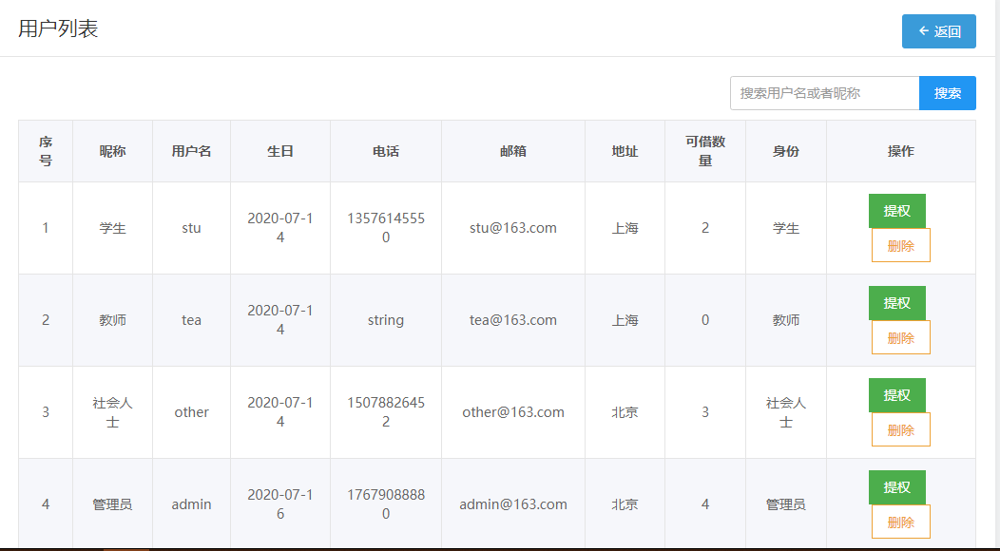 用户列表
返回
搜索用户名或者昵称 搜索
序号 昵称 用户名 生日 电话 邮箱 地址 可借数量 身份 操作
1 学生 stu 2020-07-14 13576145550 stu@163.com 上海 2 学生 提权 删除
2 教师 tea 2020-07-14 string tea@163.com 上海 0 教师 提权 删除
3 社会人士 other 2020-07-14 15078826452 other@163.com 北京 3 社会人士 提权 删除
4 管理员 admin 2020-07-16 17679088880 admin@163.com 北京 4 管理员 提权 删除